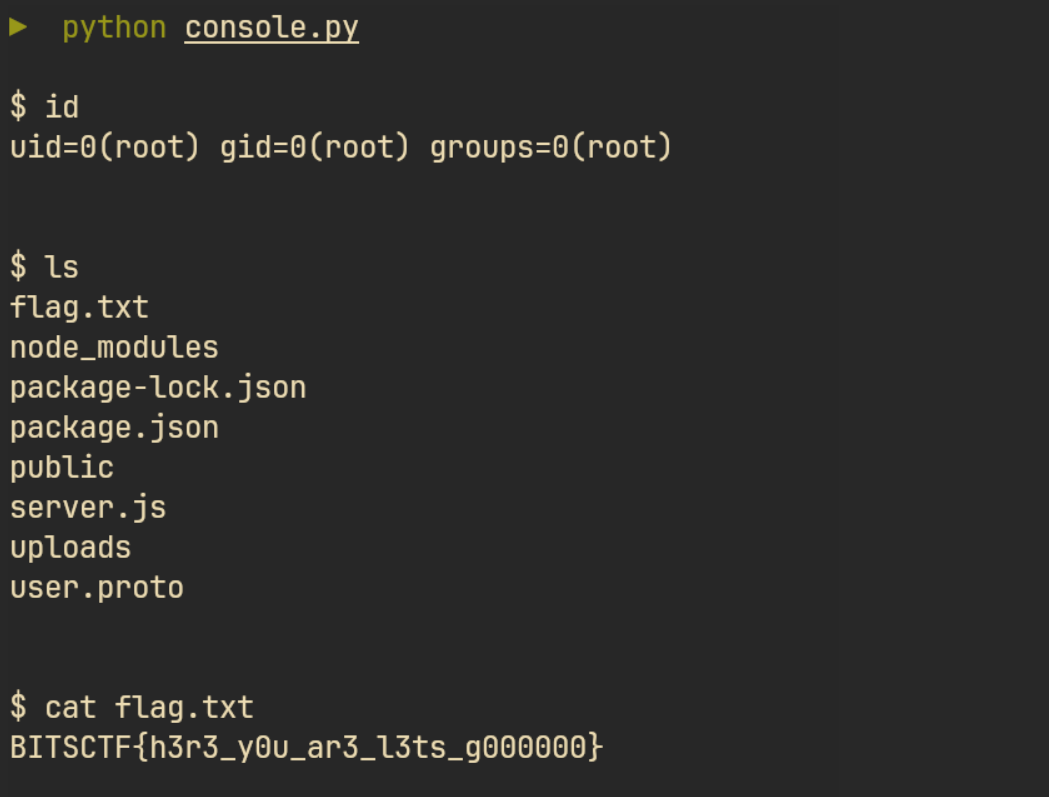 ▶ python console.py
$ id
uid=0(root) gid=0(root) groups=0(root)
$ ls
flag.txt
node_modules
package-lock.json
package.json
public
server.js
uploads
user.proto
$ cat flag.txt
BITSCTF{h3r3_y0u_ar3_l3ts_g000000}